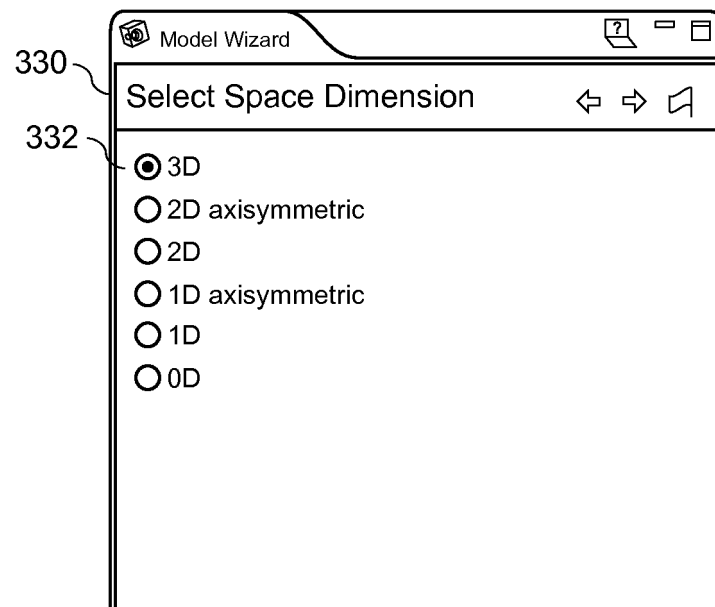 Model Wizard
?
330
Select Space Dimension
332
3D
2D axisymmetric
2D
1D axisymmetric
1D
0D